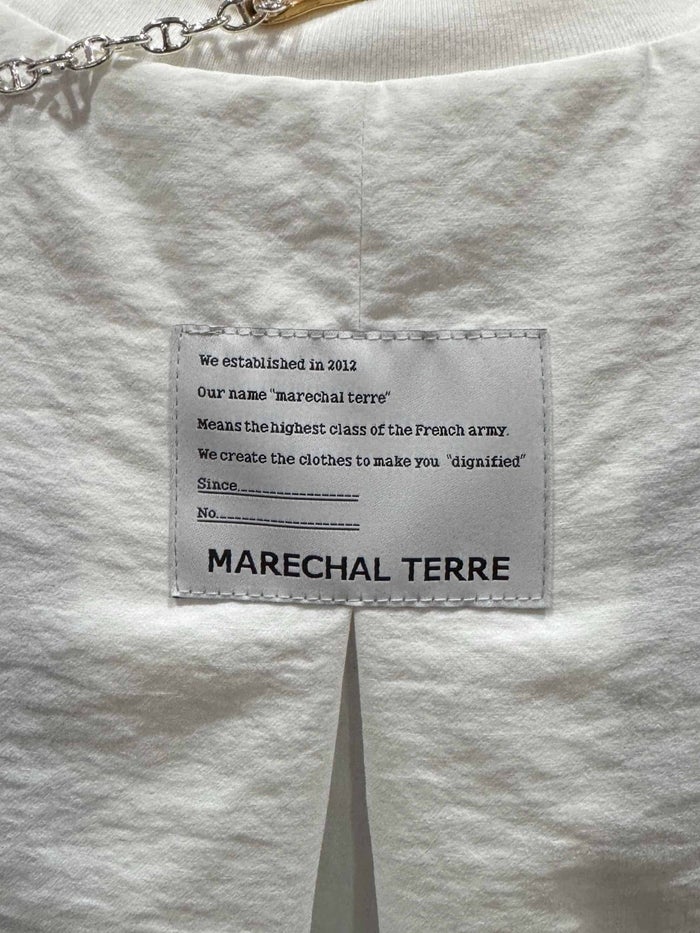 We established in 2012
Our name "marechal terre"
Means the highest class of the French army.
We create the clothes to make you "dignified"
Since
No.
MARECHAL TERRE